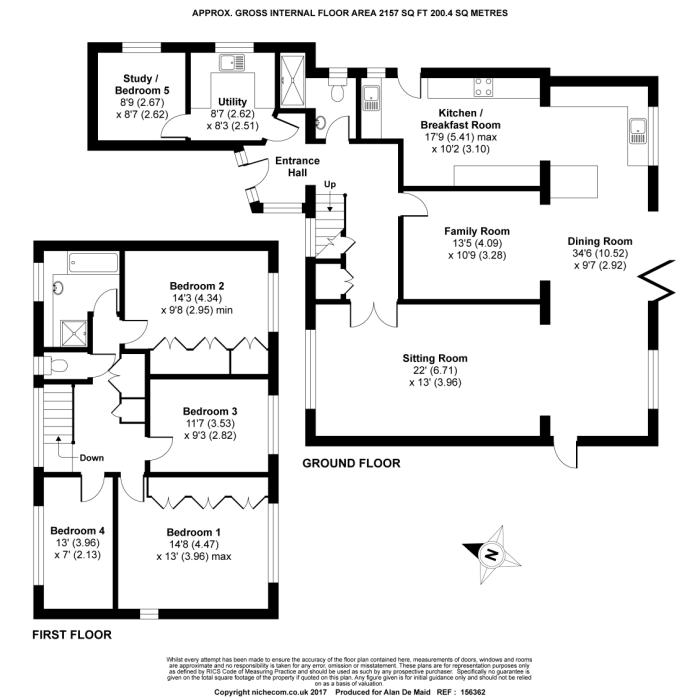 APPROX. GROSS INTERNAL FLOOR AREA 2157 SQ FT 200.4 SQ METRES
Study /
Bedroom 5
8'9 (2.67)
x 8'7 (2.62)
Utility
8'7 (2.62)
x 8'3 (2.51)
Kitchen /
Breakfast Room
17'9 (5.41) max
x 10'2 (3.10)
Entrance
Hall
Up
Family Room
13'5 (4.09)
x 10'9 (3.28)
Dining Room
34'6 (10.52)
x 9'7 (2.92)
Sitting Room
22' (6.71)
x 13' (3.96)
GROUND FLOOR
Bedroom 2
14'3 (4.34)
x 9'8 (2.95) min
Bedroom 3
11'7 (3.53)
x 9'3 (2.82)
Down
Bedroom 4
13' (3.96)
x 7' (2.13)
Bedroom 1
14'8 (4.47)
x 13' (3.96) max
FIRST FLOOR
N
Whilst every attempt has been made to ensure the accuracy of the floor plan contained here, measurements of doors, windows and rooms
are approximate and no responsibility is taken for any error, omission or misstatement. These plans are for representation purposes only
as defined by RICS Code of Measuring Practice and should be used as such by any prospective purchaser. Specifically no guarantee is
given on the total square footage of the property if quoted on this plan. Any figure given is for initial guidance only and should not be relied
on as a basis of valuation.
Copyright nichecom.co.uk 2017 Produced for Alan De Maid REF : 156362